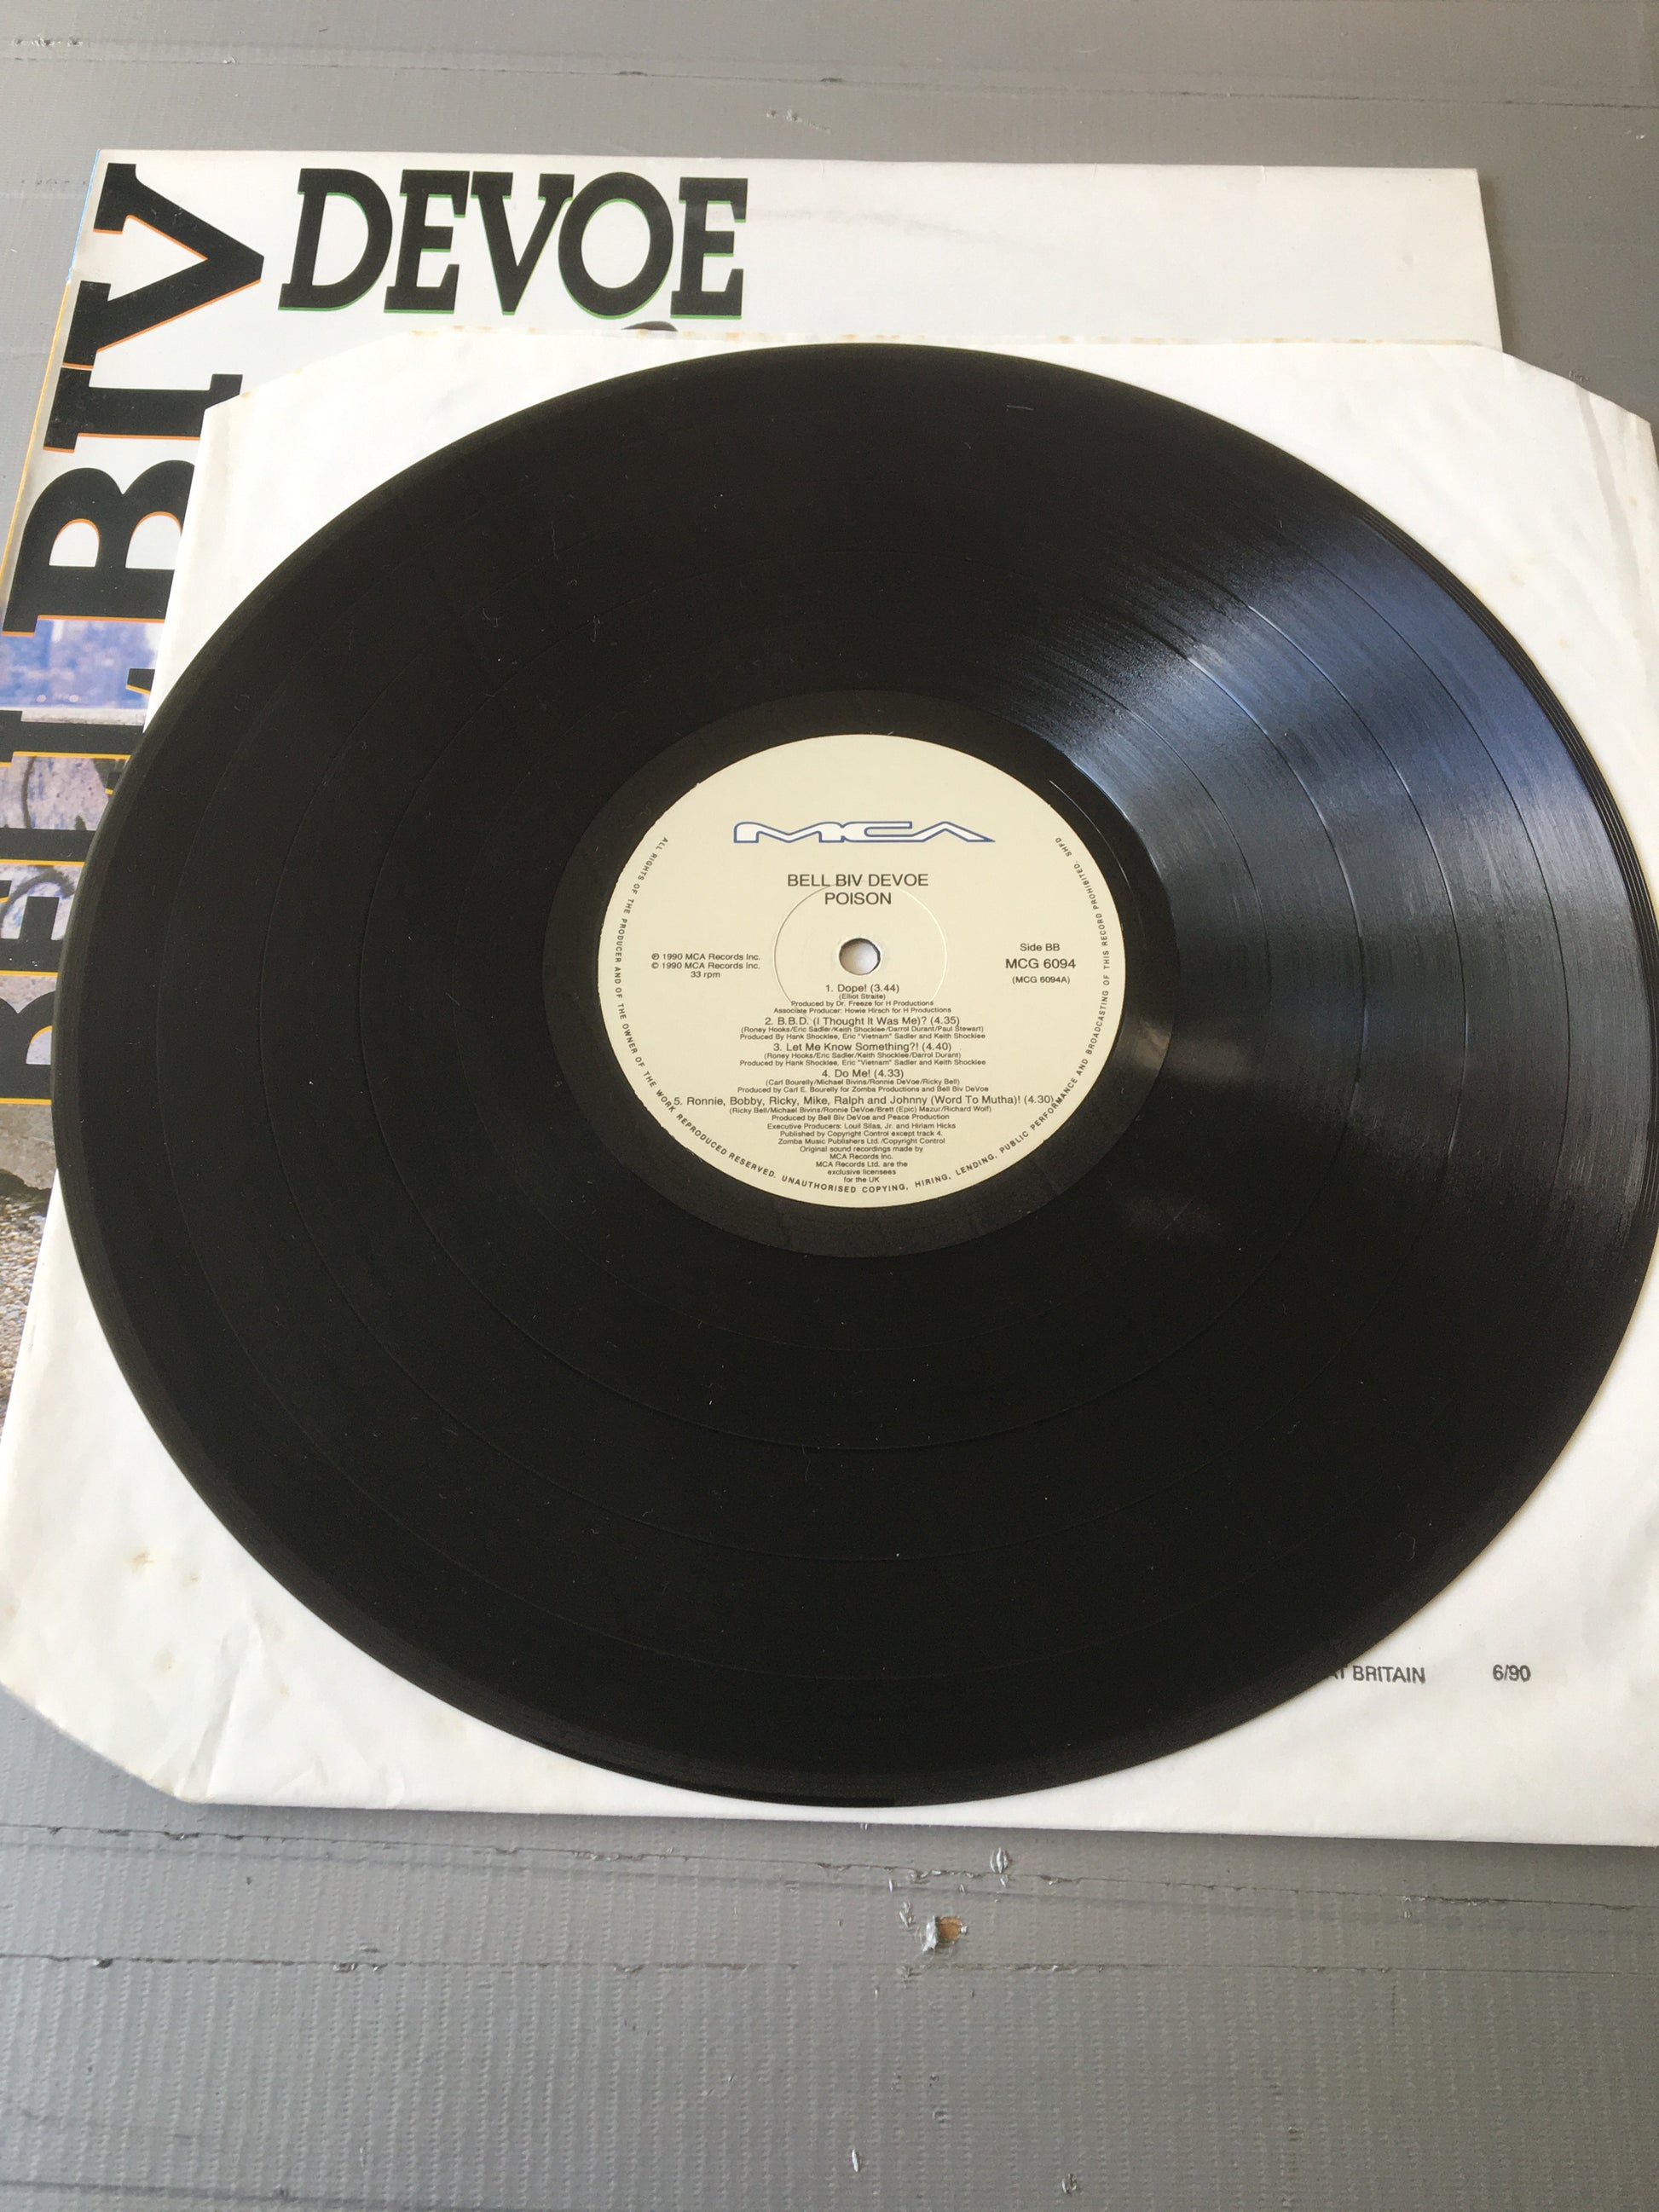 BELL BIV
DEVOE
MCA
BELL BIV DEVOE
POISON
℗ 1990 MCA Records Inc.
© 1990 MCA Records Inc.
33 rpm
Side BB
MCG 6094
(MCG 6094A)
1. Dope! (3.44)
(Elliot Straite)
Produced by Dr. Freeze for H Productions
Associate Producer: Howie Hirsch for H Productions
2. B.B.D. (I Thought It Was Me)? (4.35)
(Roney Hooks/Eric Sadler/Keith Shocklee/Darrol Durant/Paul Stewart)
Produced By Hank Shocklee, Eric "Vietnam" Sadler and Keith Shocklee
3. Let Me Know Something?! (4.40)
(Roney Hooks/Eric Sadler/Keith Shocklee/Darrol Durant)
Produced by Hank Shocklee, Eric "Vietnam" Sadler and Keith Shocklee
4. Do Me! (4.33)
(Carl Bourelly/Michael Bivins/Ronnie DeVoe/Ricky Bell)
Produced by Carl E. Bourelly for Zomba Productions and Bell Biv DeVoe
5. Ronnie, Bobby, Ricky, Mike, Ralph and Johnny (Word To Mutha)! (4.30)
(Ricky Bell/Michael Bivins/Ronnie DeVoe/Brett (Epic) Mazur/Richard Wolf)
Produced by Bell Biv DeVoe and Peace Production
Executive Producers: Louil Silas, Jr. and Hiriam Hicks
Published by Copyright Control except track 4.
Zomba Music Publishers Ltd./Copyright Control
Original sound recordings made by
MCA Records Inc.
MCA Records Ltd. are the
exclusive licensees
for the UK
ALL RIGHTS OF THE PRODUCER AND OF THE OWNER OF THE WORK REPRODUCED RESERVED. UNAUTHORISED COPYING, HIRING, LENDING, PUBLIC PERFORMANCE AND BROADCASTING OF THIS RECORD PROHIBITED. SHFD
BRITAIN 6/90